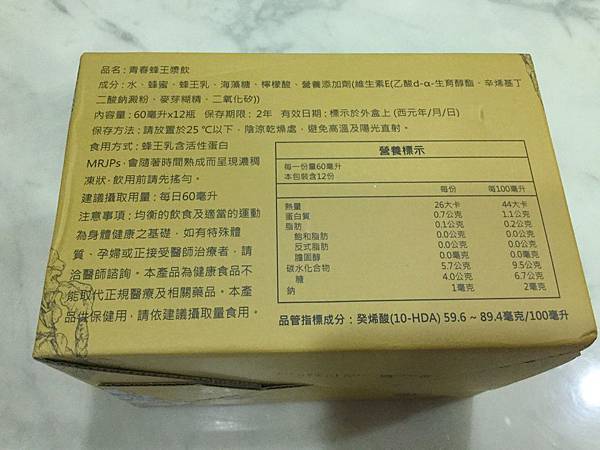 品名 : 青春蜂王漿飲
成分 : 水、蜂蜜、蜂王乳、海藻糖、檸檬酸、營養添加劑(維生素E(乙酸d-α-生育醇酯、辛烯基丁
二酸鈉澱粉、麥芽糊精、二氧化矽))
內容量 : 60毫升x12瓶 保存期限 : 2年 有效日期 : 標示於外盒上 (西元年/月/日)
保存方法 : 請放置於25℃以下，陰涼乾燥處，避免高溫及陽光直射。
食用方式 : 蜂王乳含活性蛋白
MRJPs，會隨著時間熟成而呈現濃稠
凍狀，飲用前請先搖勻。
建議攝取用量 : 每日60毫升
注意事項 : 均衡的飲食及適當的運動
為身體健康之基礎，如有特殊體
質、孕婦或正接受醫師治療者，請
洽醫師諮詢。本產品為健康食品不
能取代正規醫療及相關藥品。本產
品供保健用，請依建議攝取量食用。
營養標示
每一份量60毫升
本包裝含12份
每份 每100毫升
熱量 26大卡 44大卡
蛋白質 0.7公克 1.1公克
脂肪 0.1公克 0.2公克
飽和脂肪 0.0公克 0.0公克
反式脂肪 0.0公克 0.0公克
膽固醇 0.0毫克 0.0毫克
碳水化合物 5.7公克 9.5公克
糖 4.0公克 6.7公克
鈉 1毫克 2毫克
品管指標成分 : 癸烯酸(10-HDA) 59.6 ~ 89.4毫克/100毫升